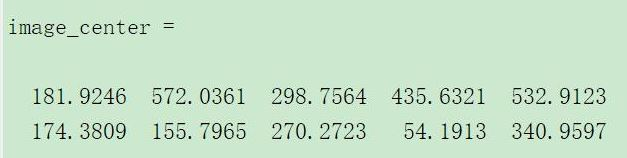 image_center =
181.9246 572.0361 298.7564 435.6321 532.9123
174.3809 155.7965 270.2723 54.1913 340.9597